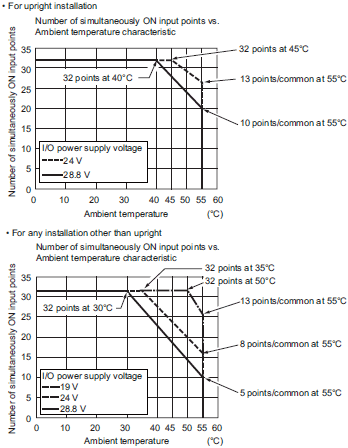 • For upright installation
Number of simultaneously ON input points vs.
Ambient temperature characteristic
Number of simultaneously ON input points
35
30
25
20
15
10
5
0
32 points at 40°C
32 points at 45°C
13 points/common at 55°C
10 points/common at 55°C
I/O power supply voltage
24 V
28.8 V
0 10 20 30 40 45 50 55 60
Ambient temperature (°C)
• For any installation other than upright
Number of simultaneously ON input points vs.
Ambient temperature characteristic
Number of simultaneously ON input points
35
30
25
20
15
10
5
0
32 points at 30°C
32 points at 35°C
32 points at 50°C
13 points/common at 55°C
8 points/common at 55°C
5 points/common at 55°C
I/O power supply voltage
19 V
24 V
28.8 V
0 10 20 30 40 50 55 60
Ambient temperature (°C)